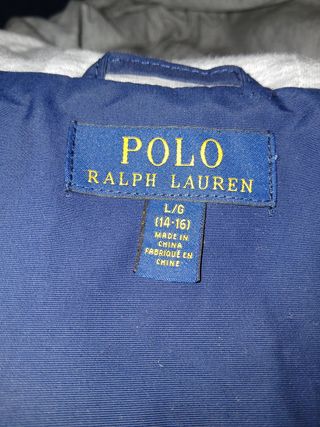 POLO
RALPH LAUREN
L/G
(14-16)
MADE IN
CHINA
FABRIQUÉ EN
CHINE